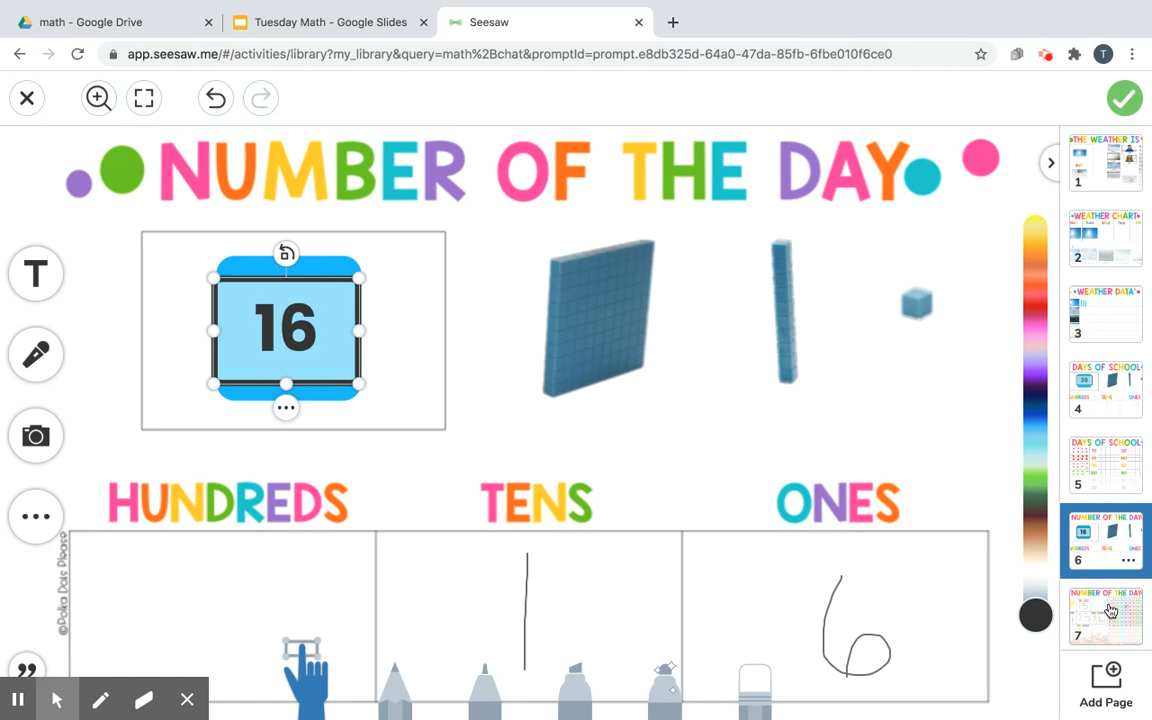 math - Google Drive
Tuesday Math - Google Slides
Seesaw
app.seesaw.me/#/activities/library?my_library&query=math%2Bchat&promptId=prompt.e8db325d-64a0-47da-85fb-6fbe010f6ce0
T
NUMBER OF THE DAY
16
T
HUNDREDS TENS ONES
1 6
©Polka Dots Please
THE WEATHER IS
1
WEATHER CHART
2
WEATHER DATA
3
DAYS OF SCHOOL
4
DAYS OF SCHOOL
5
NUMBER OF THE DAY
16
6
NUMBER OF THE DAY
7
Add Page